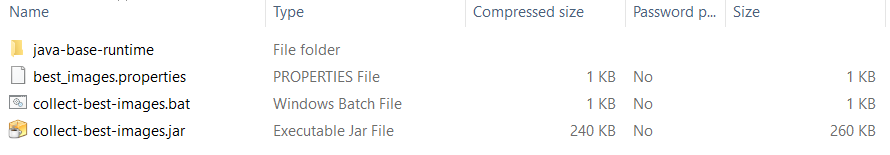 Name Type Compressed size Password p... Size
java-base-runtime File folder
best_images.properties PROPERTIES File 1 KB No 1 KB
collect-best-images.bat Windows Batch File 1 KB No 1 KB
collect-best-images.jar Executable Jar File 240 KB No 260 KB